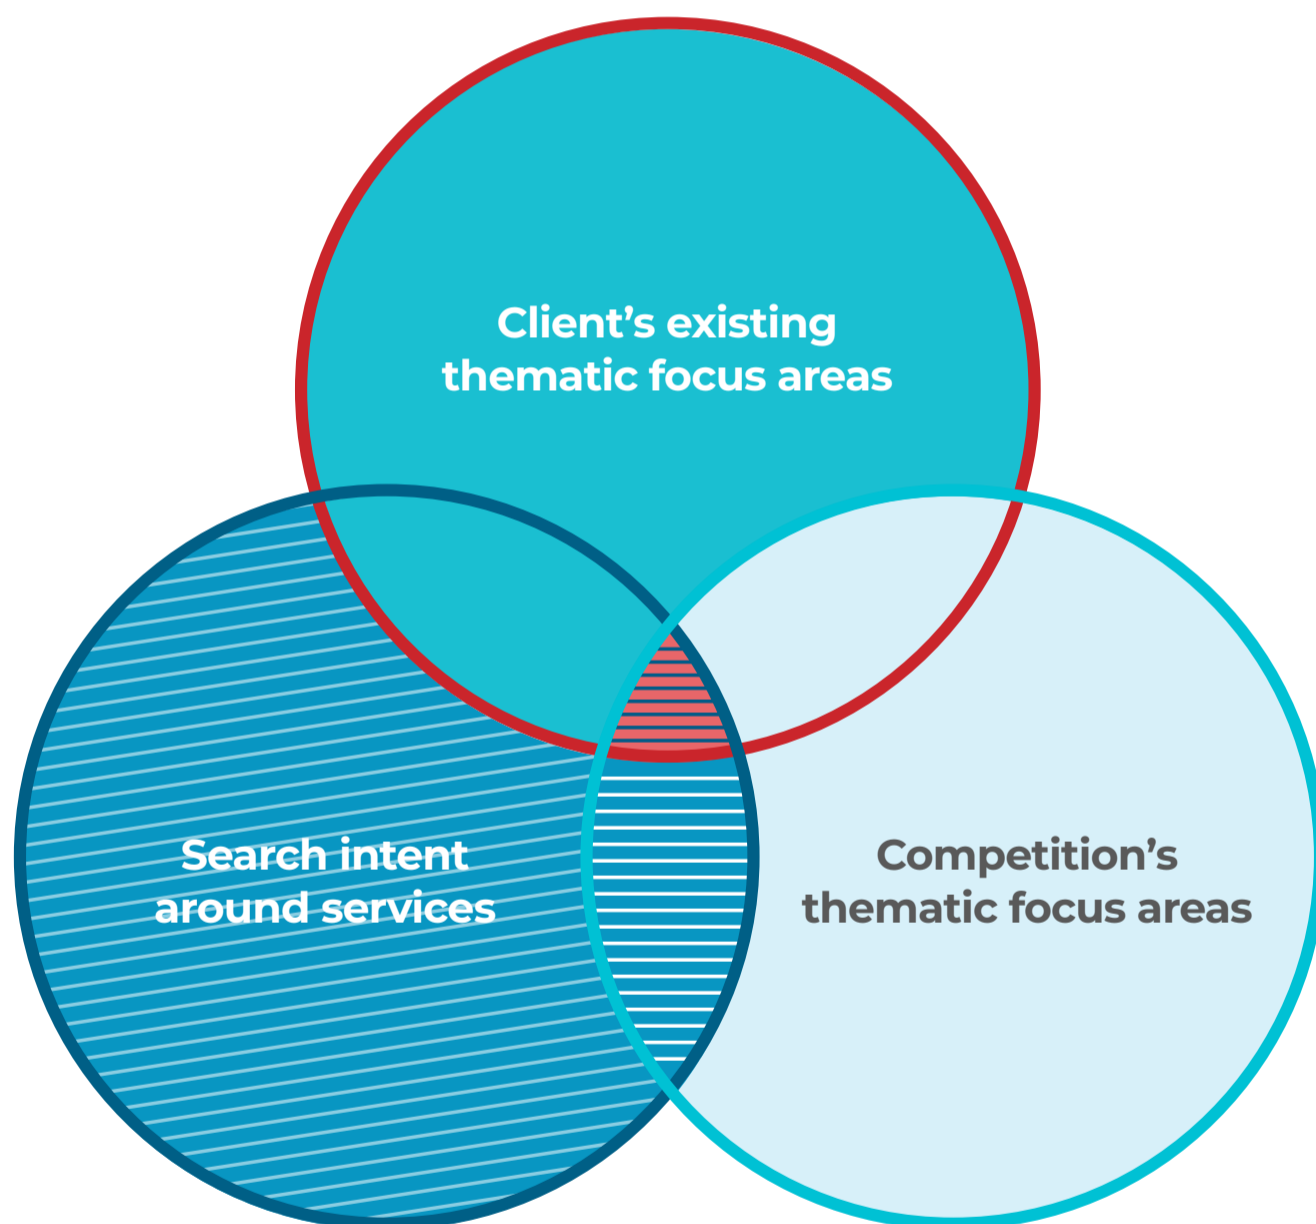 Client’s existing
thematic focus areas
Search intent
around services
Competition’s
thematic focus areas